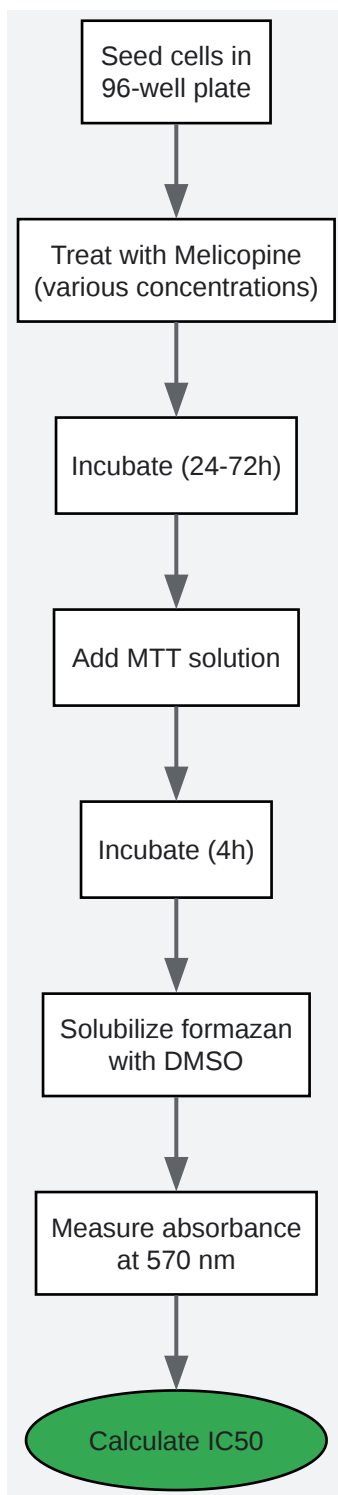 Seed cells in
96-well plate
Treat with Melicopine
(various concentrations)
Incubate (24-72h)
Add MTT solution
Incubate (4h)
Solubilize formazan
with DMSO
Measure absorbance
at 570 nm
Calculate IC50